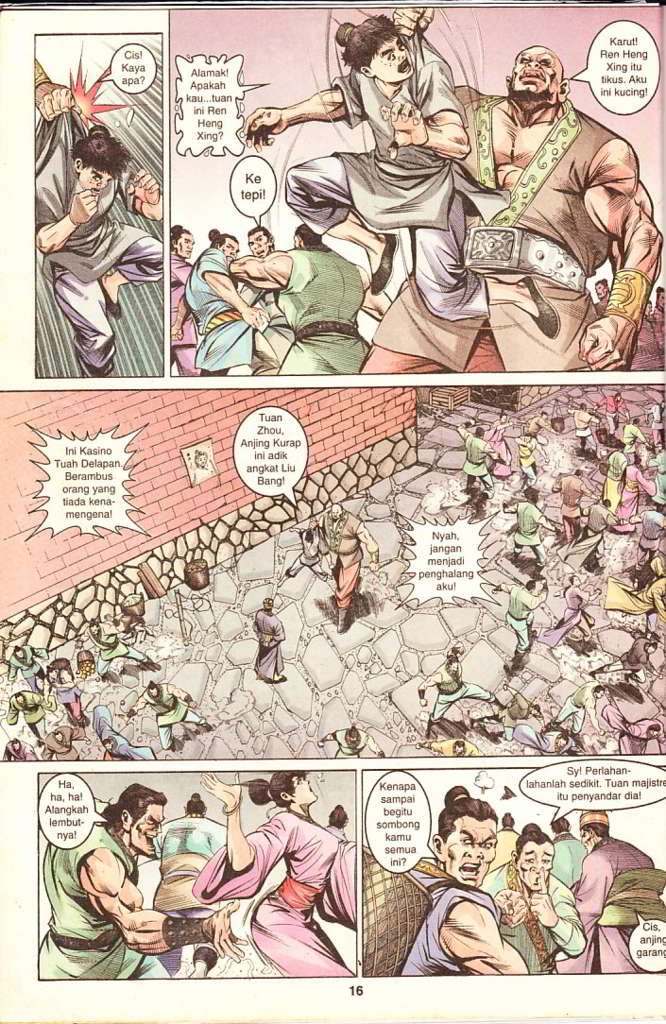 Cis!
Kaya
apa?
Alamak!
Apakah
kau...tuan
ini Ren
Heng
Xing?
Karut!
Ren Heng
Xing itu
tikus. Aku
ini kucing!
Ke
tepi!
Ini Kasino
Tuah Delapan.
Berambus
orang yang
tiada kena-
mengena!
Tuan
Zhou,
Anjing Kurap
ini adik
angkat Liu
Bang!
Nyah,
jangan
menjadi
penghalang
aku!
Ha,
ha, ha!
Alangkah
lembut-
nya!
Kenapa
sampai
begitu
sombong
kamu
semua
ini?
Sy! Perlahan-
lahanlah sedikit. Tuan majistret
itu penyandar dia!
Cis,
anjing
garang
16